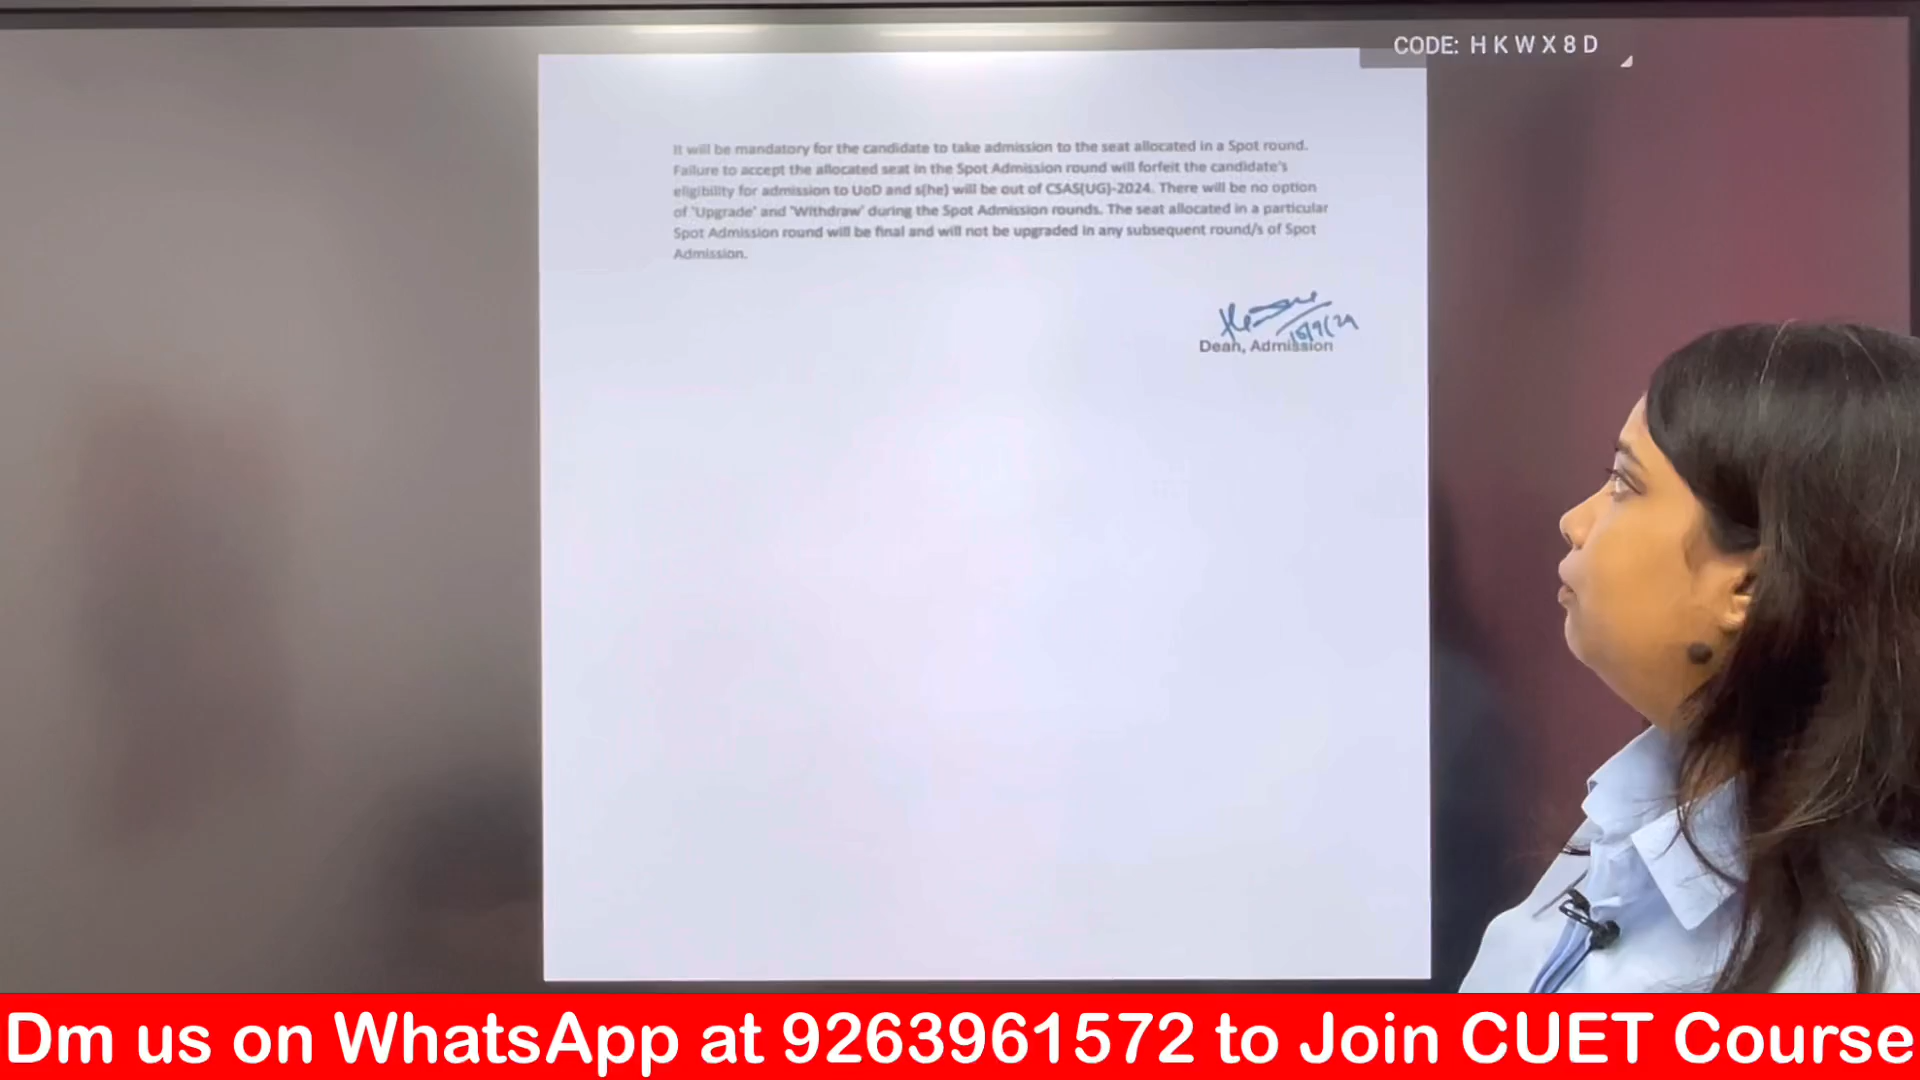 CODE: HKWX8D
It will be mandatory for the candidate to take admission to the seat allocated in a Spot round.
Failure to accept the allocated seat in the Spot Admission round will forfeit the candidate's
eligibility for admission to UoD and s(he) will be out of CSAS(UG)-2024. There will be no option
of 'Upgrade' and 'Withdraw' during the Spot Admission rounds. The seat allocated in a particular
Spot Admission round will be final and will not be upgraded in any subsequent round/s of Spot
Admission.
Dean, Admission
Dm us on WhatsApp at 9263961572 to Join CUET Course